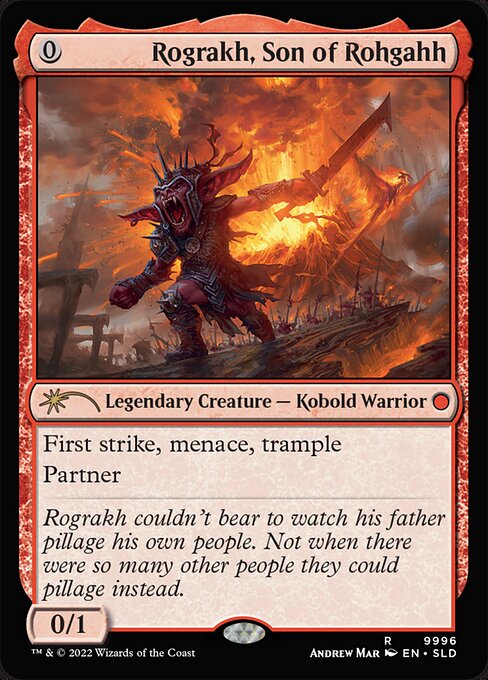 0 Rograkh, Son of Rohgahh
Legendary Creature — Kobold Warrior
First strike, menace, trample
Partner
Rograkh couldn't bear to watch his father
pillage his own people. Not when there
were so many other people they could
pillage instead.
0/1
R 9996
™ & © 2022 Wizards of the Coast Andrew Mar EN · SLD